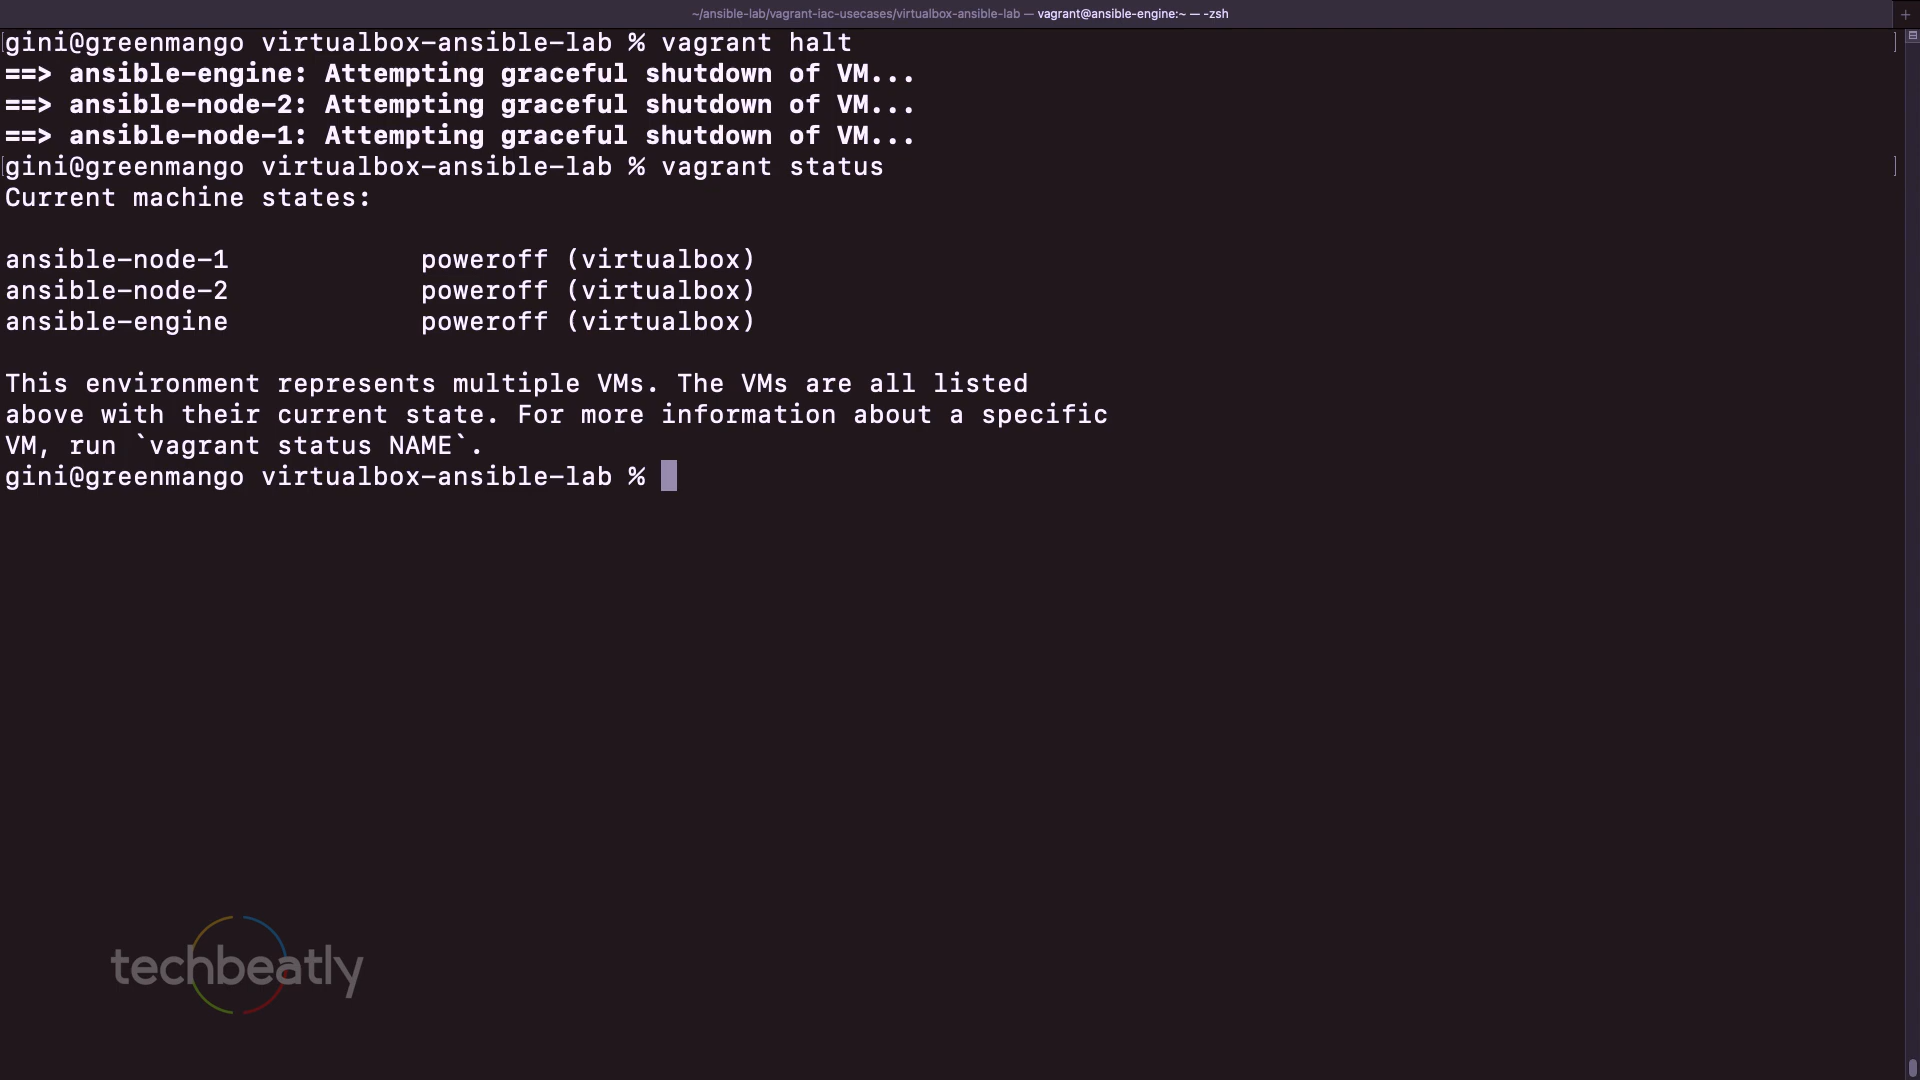 ~/ansible-lab/vagrant-iac-usecases/virtualbox-ansible-lab — vagrant@ansible-engine:~ — -zsh
[gini@greenmango virtualbox-ansible-lab % vagrant halt ]
==> ansible-engine: Attempting graceful shutdown of VM...
==> ansible-node-2: Attempting graceful shutdown of VM...
==> ansible-node-1: Attempting graceful shutdown of VM...
[gini@greenmango virtualbox-ansible-lab % vagrant status ]
Current machine states:
ansible-node-1 poweroff (virtualbox)
ansible-node-2 poweroff (virtualbox)
ansible-engine poweroff (virtualbox)
This environment represents multiple VMs. The VMs are all listed
above with their current state. For more information about a specific
VM, run `vagrant status NAME`.
gini@greenmango virtualbox-ansible-lab %
techbeatly